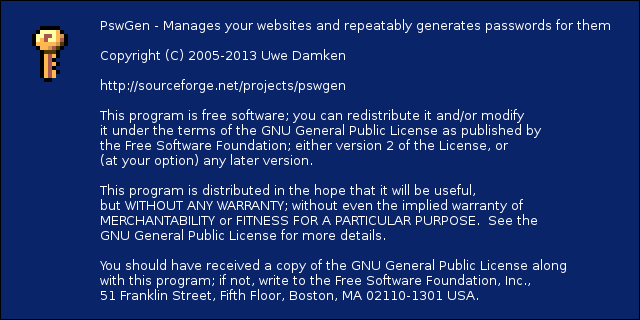 PswGen - Manages your websites and repeatably generates passwords for them
Copyright (C) 2005-2013 Uwe Damken
http://sourceforge.net/projects/pswgen
This program is free software; you can redistribute it and/or modify
it under the terms of the GNU General Public License as published by
the Free Software Foundation; either version 2 of the License, or
(at your option) any later version.
This program is distributed in the hope that it will be useful,
but WITHOUT ANY WARRANTY; without even the implied warranty of
MERCHANTABILITY or FITNESS FOR A PARTICULAR PURPOSE.  See the
GNU General Public License for more details.
You should have received a copy of the GNU General Public License along
with this program; if not, write to the Free Software Foundation, Inc.,
51 Franklin Street, Fifth Floor, Boston, MA 02110-1301 USA.